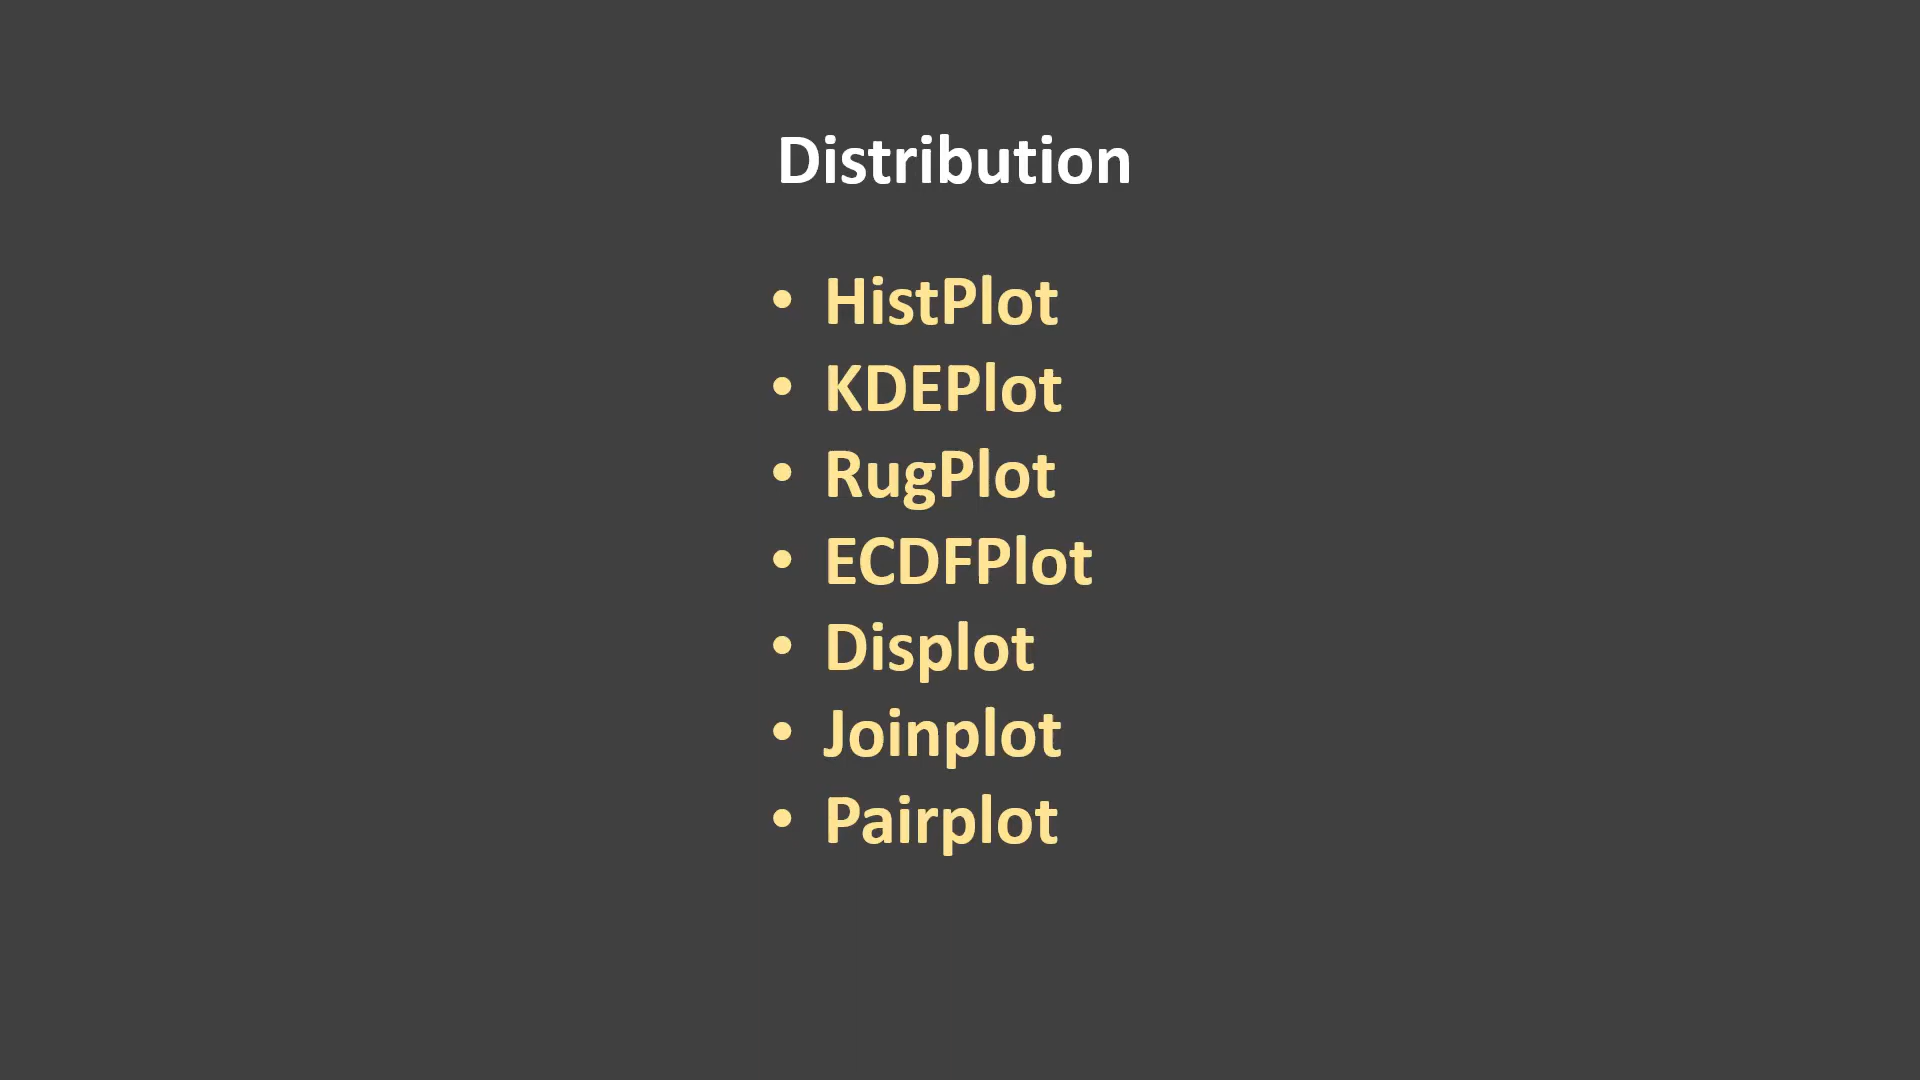 Distribution
• HistPlot
• KDEPlot
• RugPlot
• ECDFPlot
• Displot
• Joinplot
• Pairplot